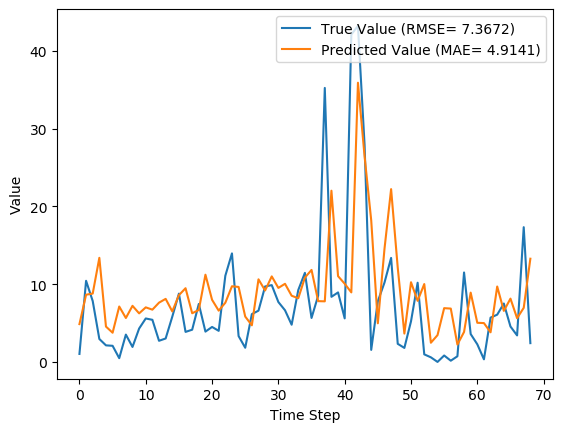 True Value (RMSE= 7.3672)
Predicted Value (MAE= 4.9141)
Value
40
30
20
10
0
0 10 20 30 40 50 60 70
Time Step